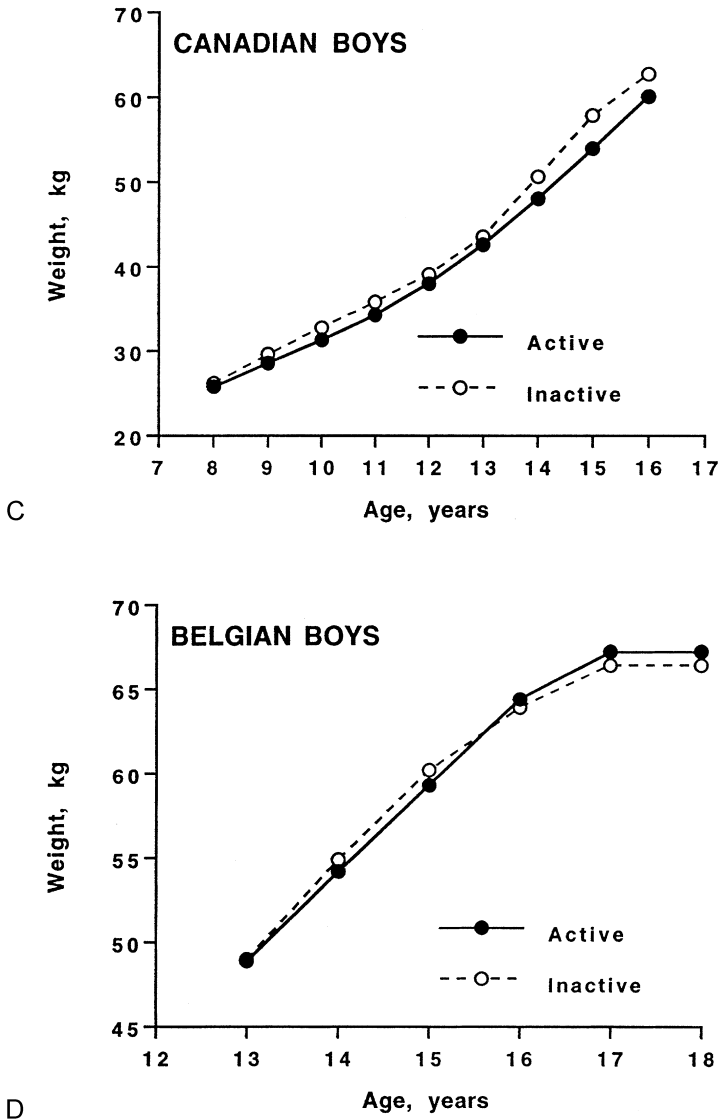 70
CANADIAN BOYS
60
50
40
30
20
Weight, kg
Active
Inactive
7 8 9 10 11 12 13 14 15 16 17
Age, years
C
70
BELGIAN BOYS
65
60
55
50
45
Weight, kg
Active
Inactive
12 13 14 15 16 17 18
Age, years
D